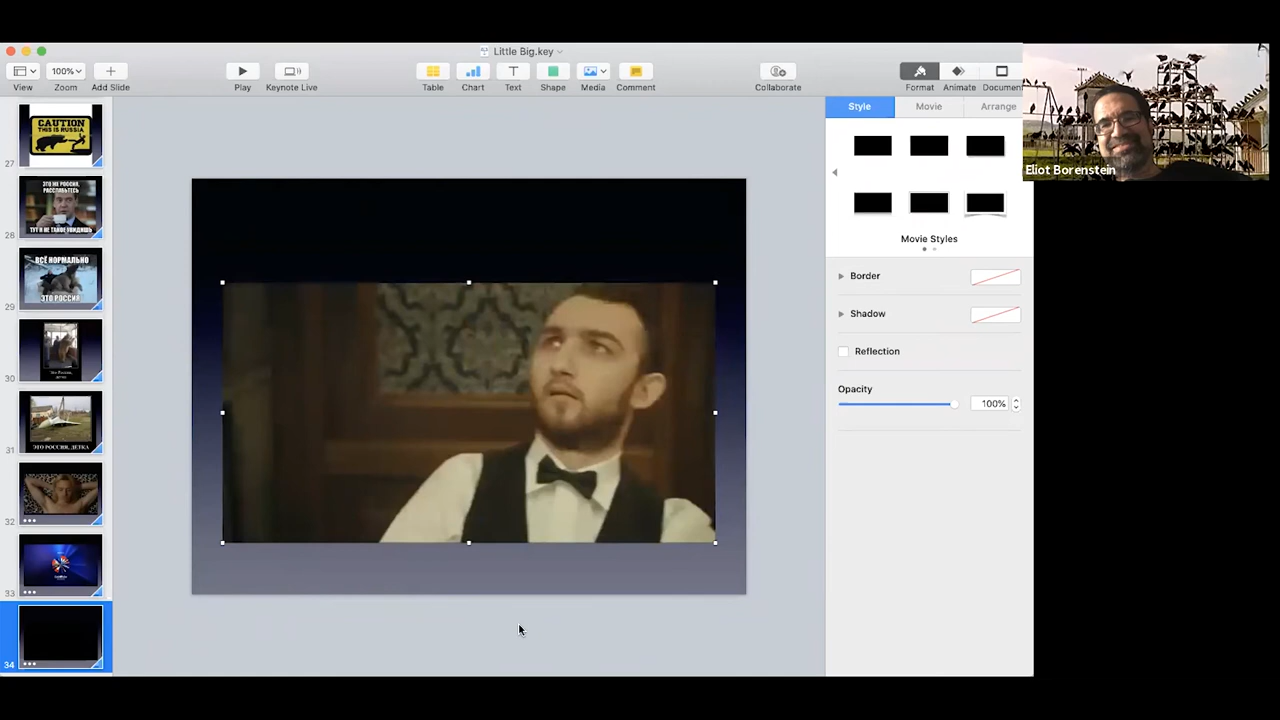 Little Big.key
100%
View
Zoom
Add Slide
Play
Keynote Live
Table
Chart
Text
Shape
Media
Comment
Collaborate
Format
Animate
Document
Style
Movie
Arrange
Movie Styles
Border
Shadow
Reflection
Opacity
100%
Eliot Borenstein
CAUTION
THIS IS RUSSIA
27
ЭТО НЕ РОССИЯ,
РАССЛАБЬТЕСЬ
ТУТ И НЕ ТАКОЕ УВИДИШЬ
28
ВСЁ НОРМАЛЬНО
ЭТО РОССИЯ
29
30
ЭТО РОССИЯ, ДЕТКА
31
32
33
34